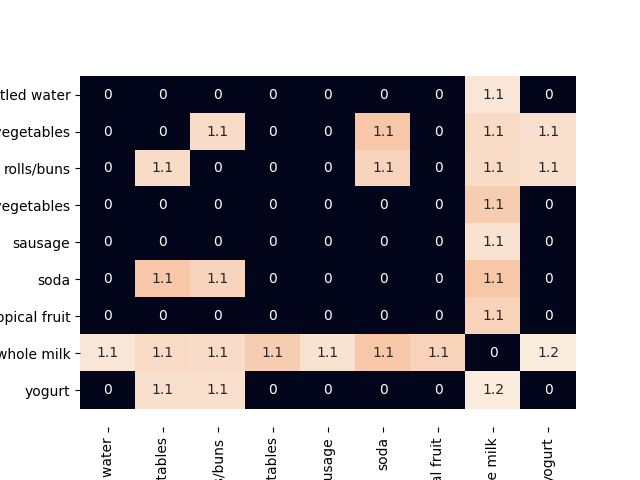 tled water 0 0 0 0 0 0 0 1.1 0
vegetables 0 0 1.1 0 0 1.1 0 1.1 1.1
rolls/buns 0 1.1 0 0 0 1.1 0 1.1 1.1
vegetables 0 0 0 0 0 0 0 1.1 0
sausage 0 0 0 0 0 0 0 1.1 0
soda 0 1.1 1.1 0 0 0 0 1.1 0
opical fruit 0 0 0 0 0 0 0 1.1 0
whole milk 1.1 1.1 1.1 1.1 1.1 1.1 1.1 0 1.2
yogurt 0 1.1 1.1 0 0 0 0 1.2 0
water
tables
s/buns
tables
usage
soda
al fruit
e milk
yogurt